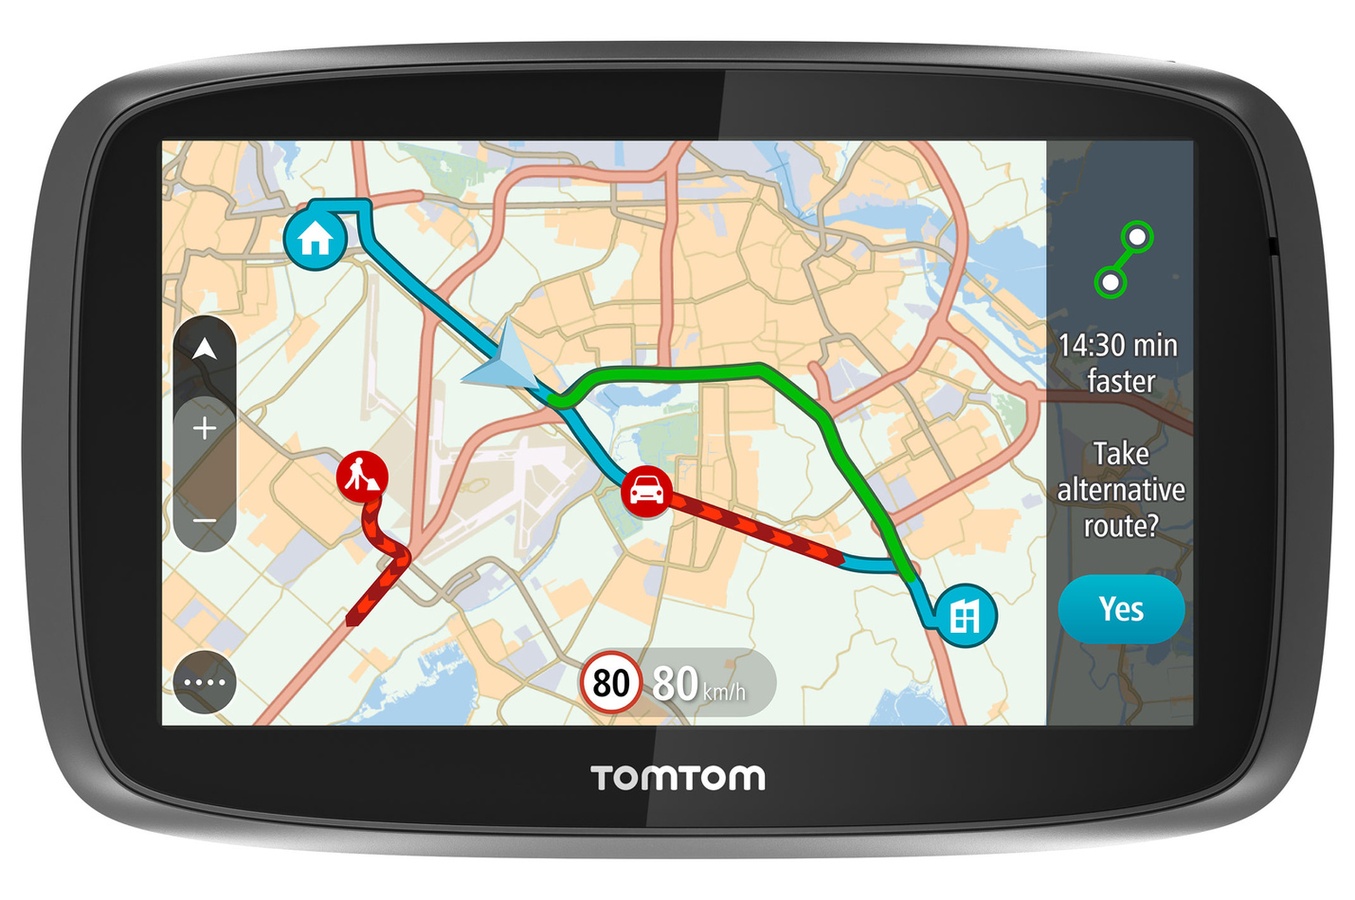 14:30 min
faster
Take
alternative
route?
Yes
80 80 km/h
TOMTOM